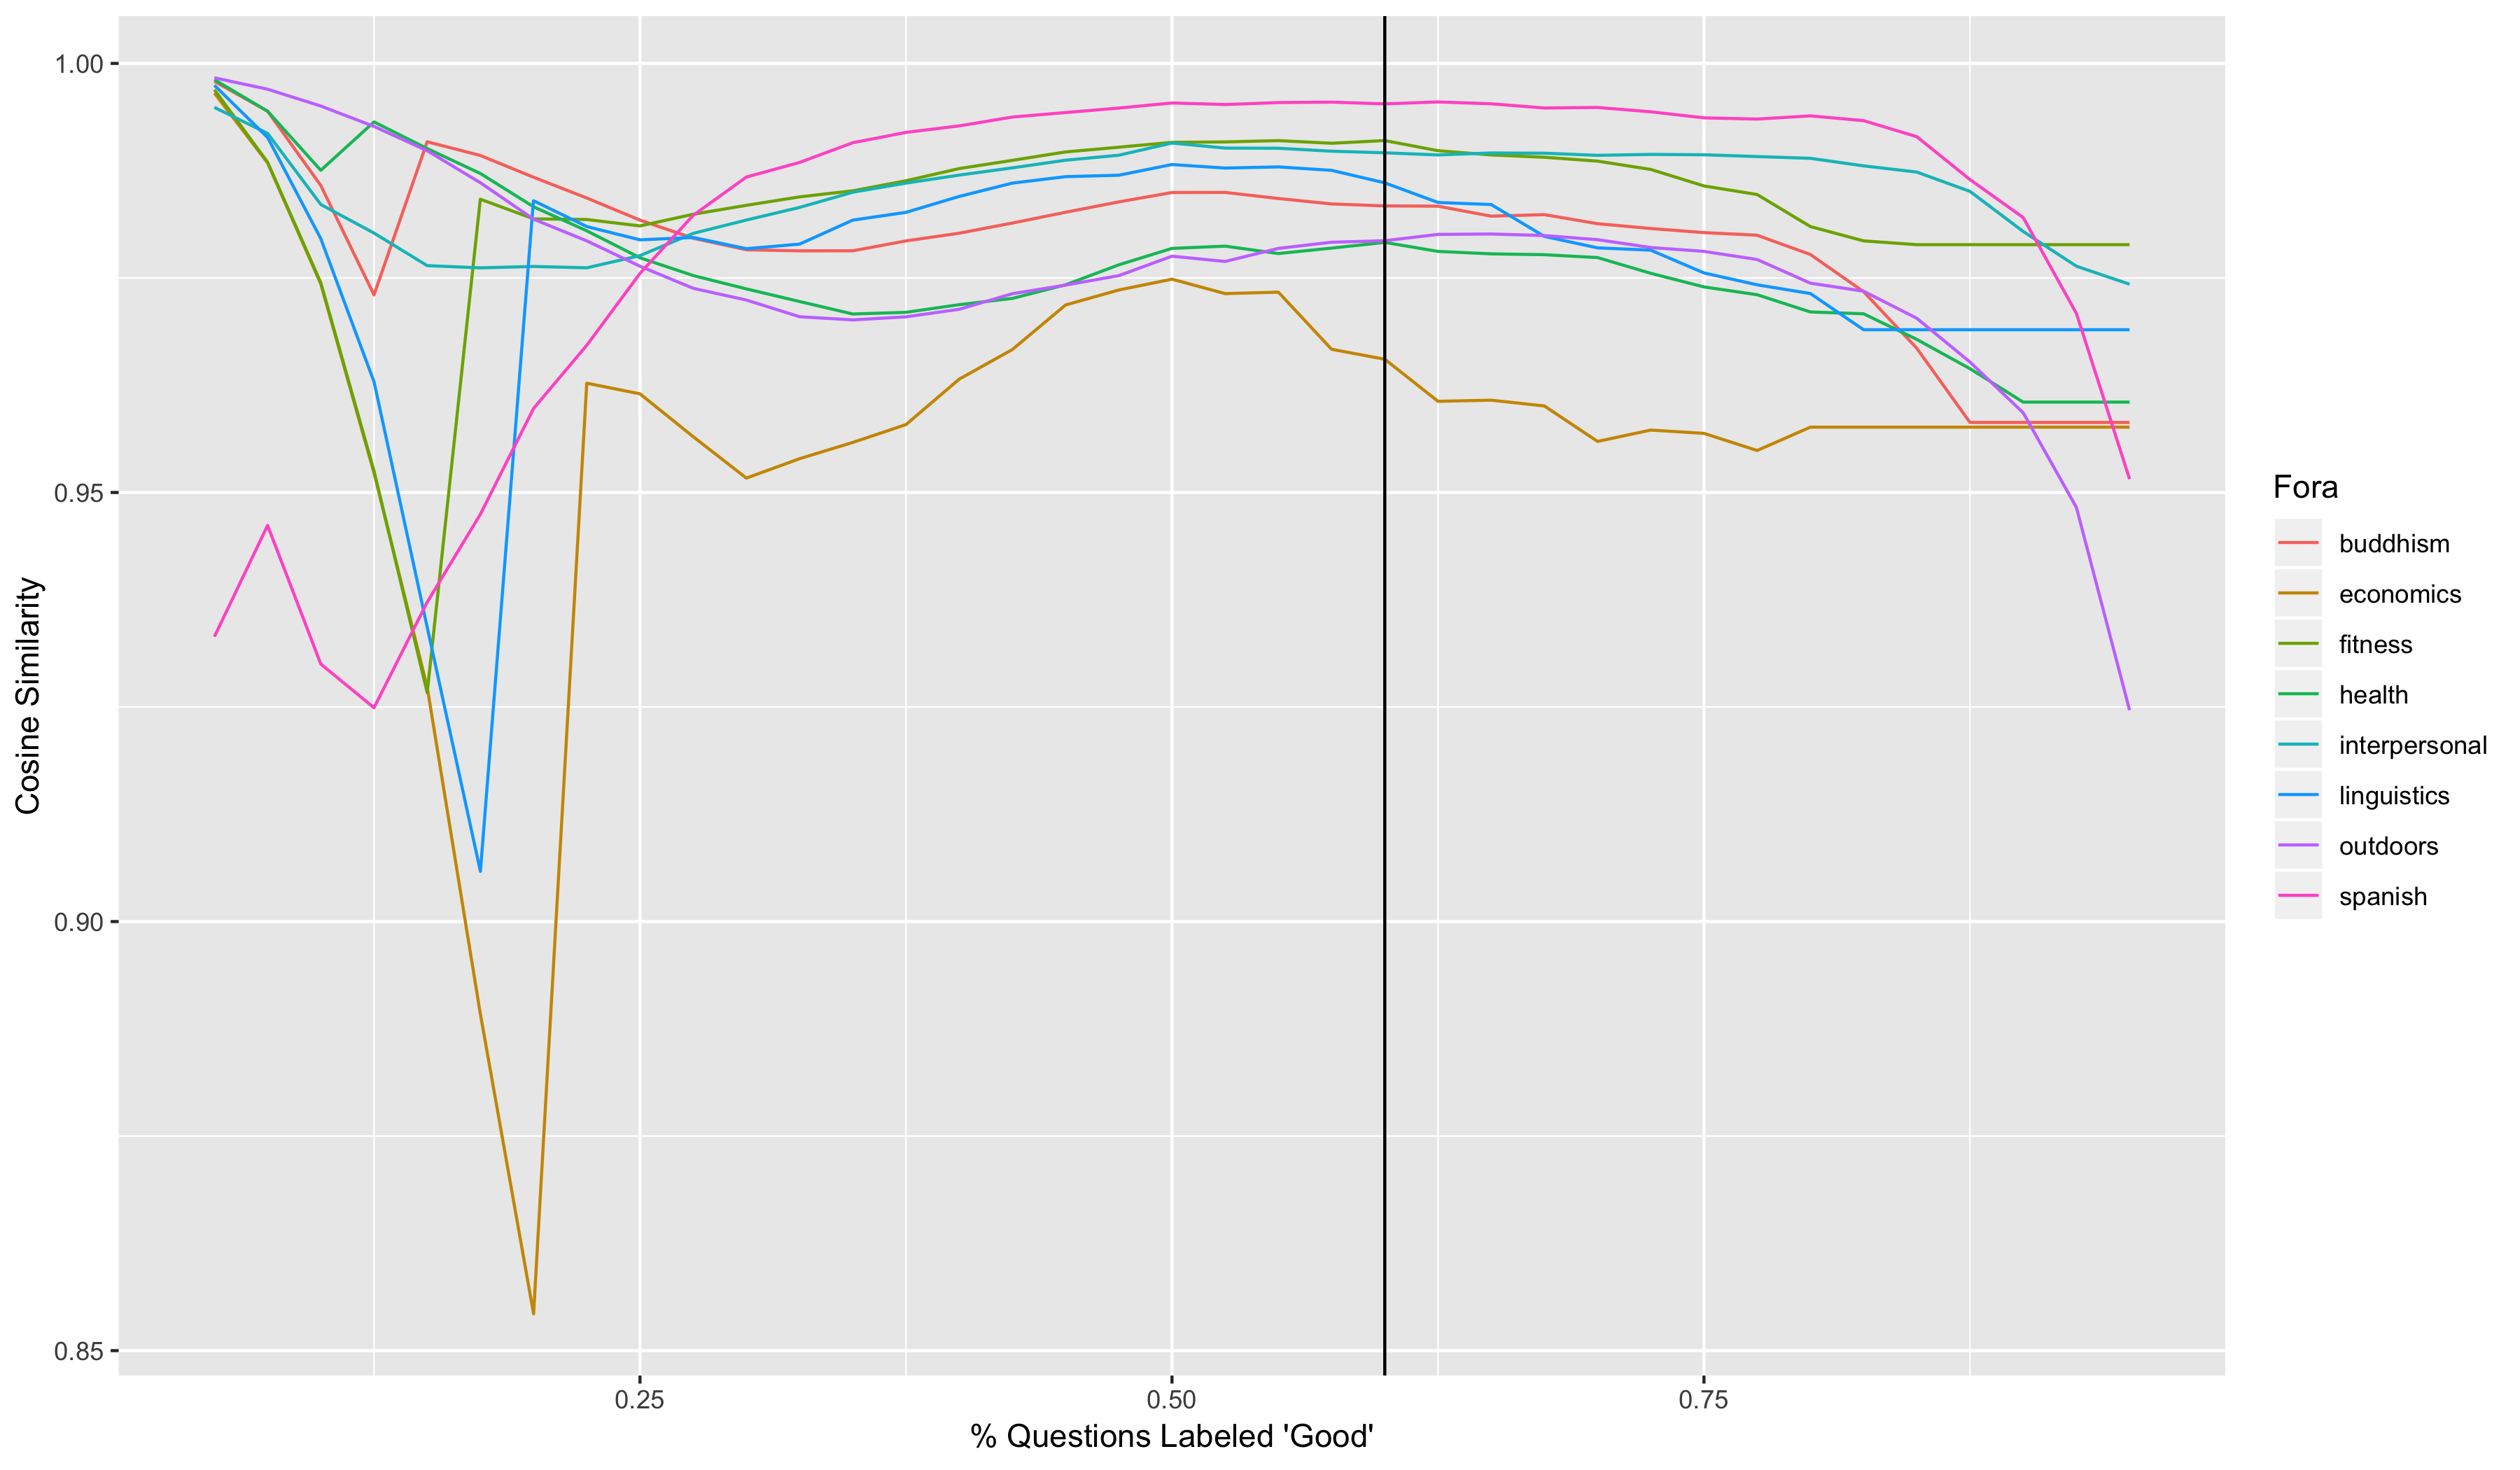 1.00
0.95
0.90
0.85
Cosine Similarity
0.25 0.50 0.75
% Questions Labeled 'Good'
Fora
buddhism
economics
fitness
health
interpersonal
linguistics
outdoors
spanish